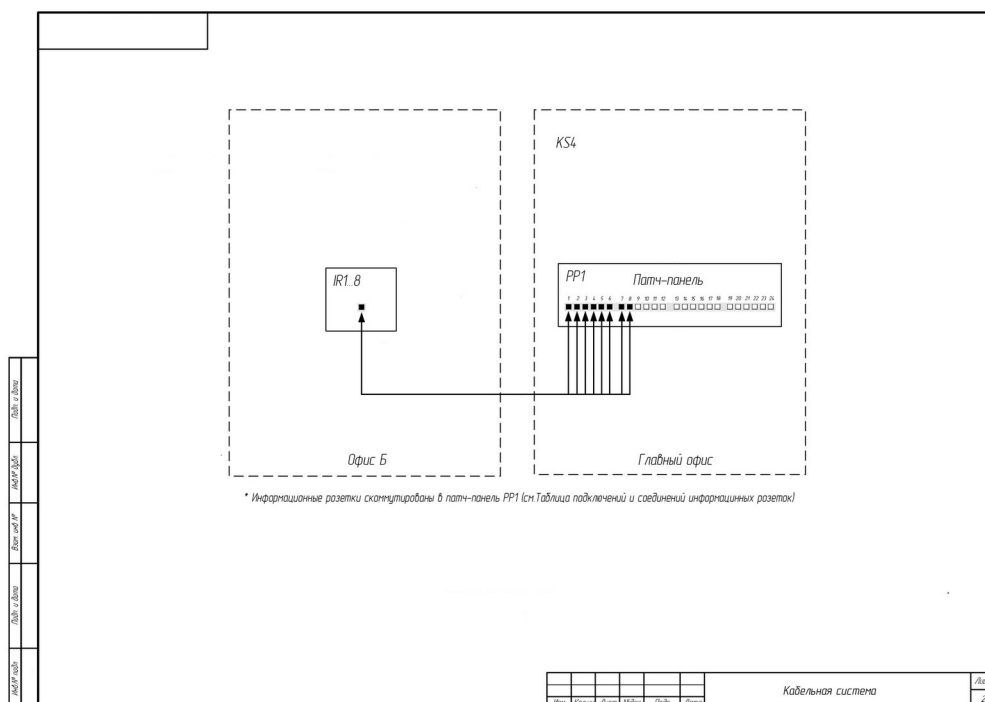 KS4
IR1...8
PP1
Патч-панель
1 2 3 4 5 6 7 8 9 10 11 12 13 14 15 16 17 18 19 20 21 22 23 24
Офис Б
Главный офис
* Информационные розетки скоммутированы в патч-панель PP1 (см.Таблица подключений и соединений информацинных розеток)
Подп. и дата
Инв.№ дубл.
Взам. инв.№
Подп. и дата
Инв.№ подл.
Кабельная система
2